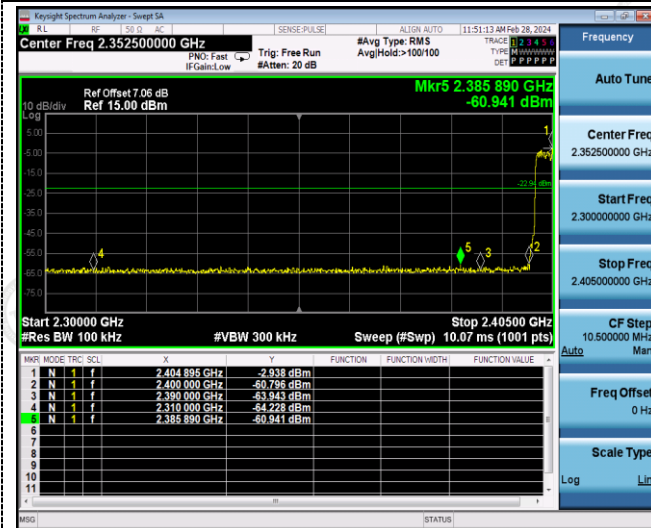 Keysight Spectrum Analyzer - Swept SA
RL RF 50 Ω AC SENSE:PULSE ALIGN AUTO 11:51:13 AM Feb 28, 2024
Center Freq 2.352500000 GHz
PNO: Fast
IFGain:Low
Trig: Free Run
#Atten: 20 dB
#Avg Type: RMS
Avg|Hold:>100/100
TRACE 1 2 3 4 5 6
TYPE M
DET P P P P P P
Mkr5 2.385 890 GHz
-60.941 dBm
Ref Offset 7.06 dB
10 dB/div Ref 15.00 dBm
Log
5.00
-5.00
-15.0
-25.0
-35.0
-45.0
-55.0
-65.0
-75.0
1
-22.94 dBm
4
5
3
2
Start 2.30000 GHz Stop 2.40500 GHz
#Res BW 100 kHz #VBW 300 kHz Sweep (#Swp) 10.07 ms (1001 pts)
MKR MODE TRC SCL X Y FUNCTION FUNCTION WIDTH FUNCTION VALUE
1 N 1 f 2.404 895 GHz -2.938 dBm
2 N 1 f 2.400 000 GHz -60.796 dBm
3 N 1 f 2.390 000 GHz -63.943 dBm
4 N 1 f 2.310 000 GHz -64.228 dBm
5 N 1 f 2.385 890 GHz -60.941 dBm
6
7
8
9
10
11
MSG STATUS
Frequency
Auto Tune
Center Freq
2.352500000 GHz
Start Freq
2.300000000 GHz
Stop Freq
2.405000000 GHz
CF Step
10.500000 MHz
Auto Man
Freq Offset
0 Hz
Scale Type
Log Lin